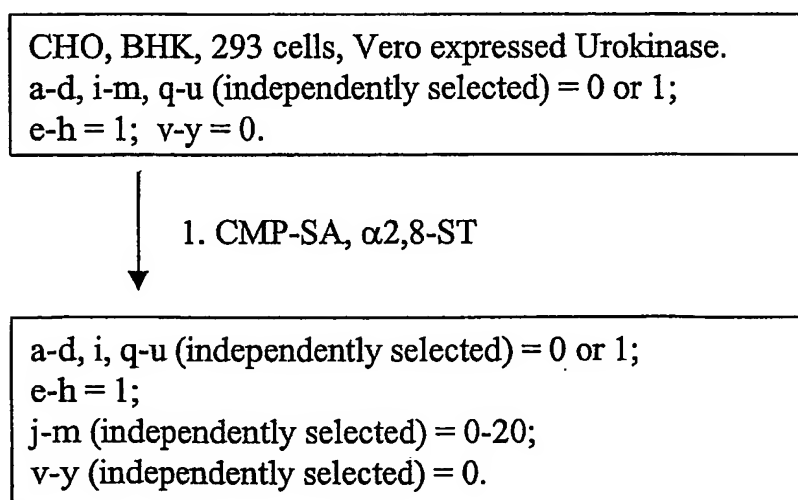 CHO, BHK, 293 cells, Vero expressed Urokinase.
a-d, i-m, q-u (independently selected) = 0 or 1;
e-h = 1; v-y = 0.
1. CMP-SA, α2,8-ST
a-d, i, q-u (independently selected) = 0 or 1;
e-h = 1;
j-m (independently selected) = 0-20;
v-y (independently selected) = 0.